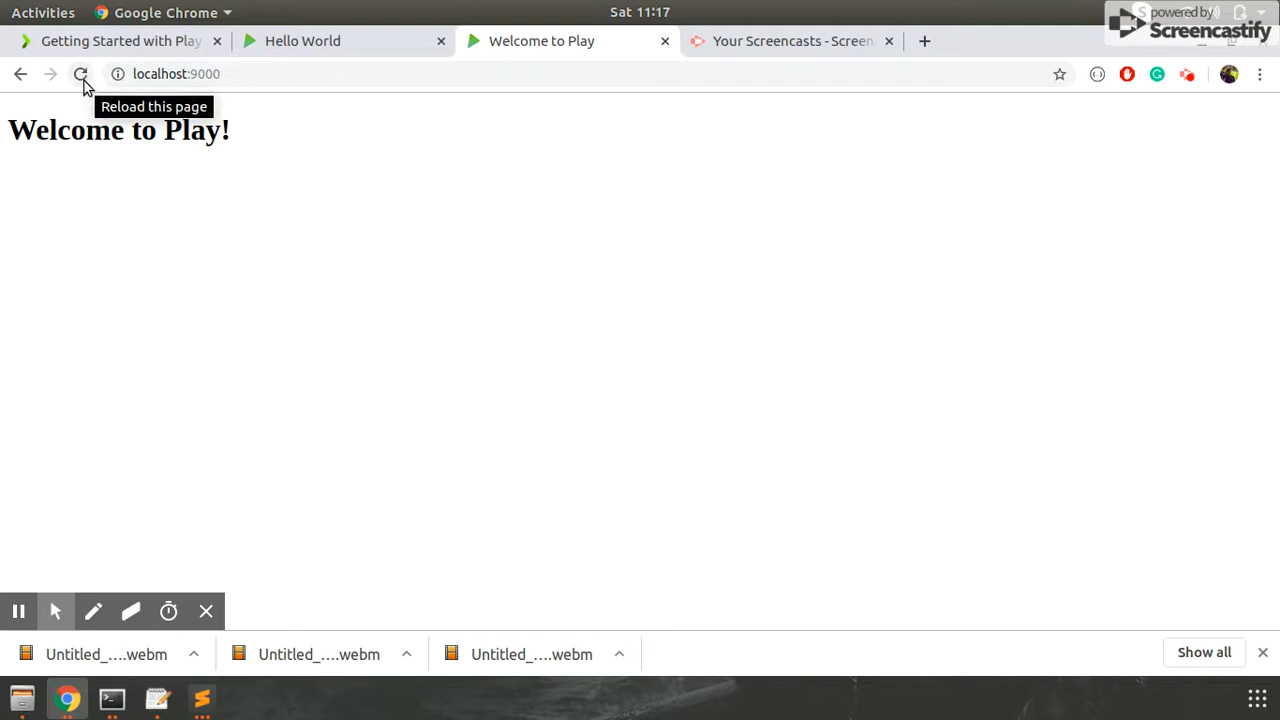 Activities Google Chrome Sat 11:17
powered by
Screencastify
Getting Started with Play Hello World Welcome to Play Your Screencasts - Screen
localhost:9000
Reload this page
Welcome to Play!
Untitled_....webm Untitled_....webm Untitled_....webm Show all